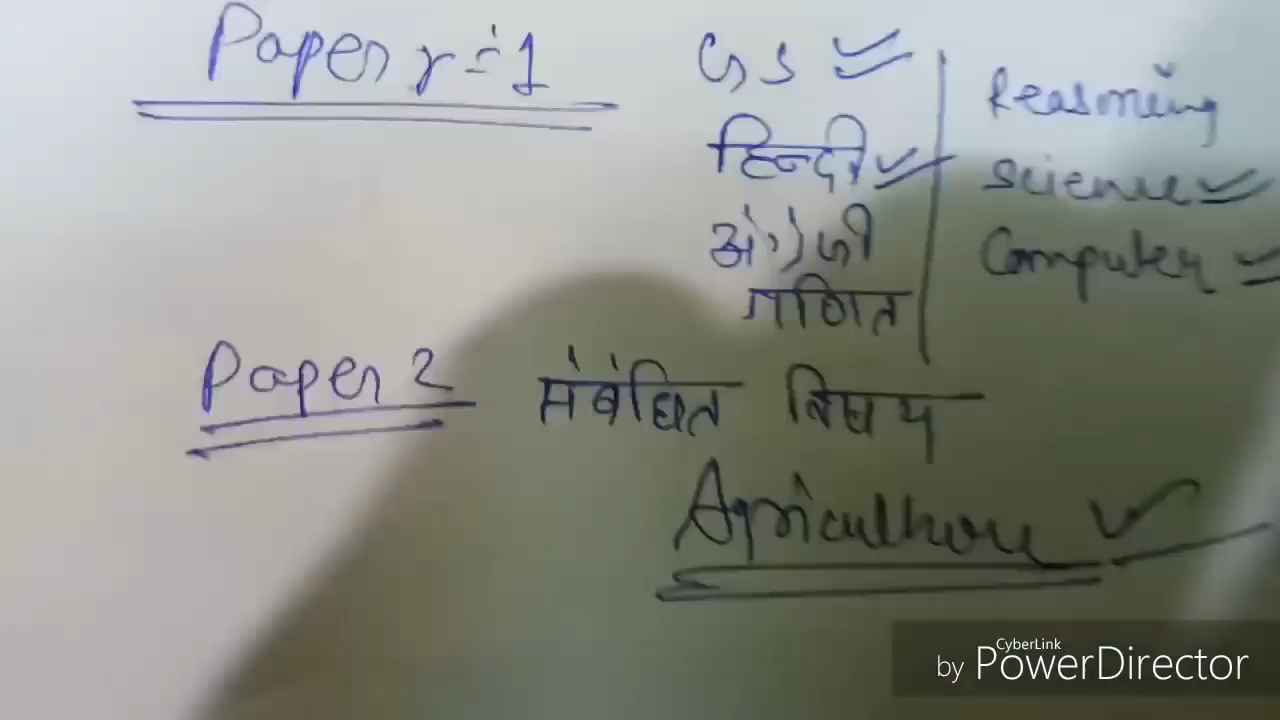 Paper r=1
GS
हिन्दी
अंग्रेजी
गणित
Reasoning
Science
Computer
Paper 2 संबंधित विषय
Agriculture
CyberLink
by PowerDirector